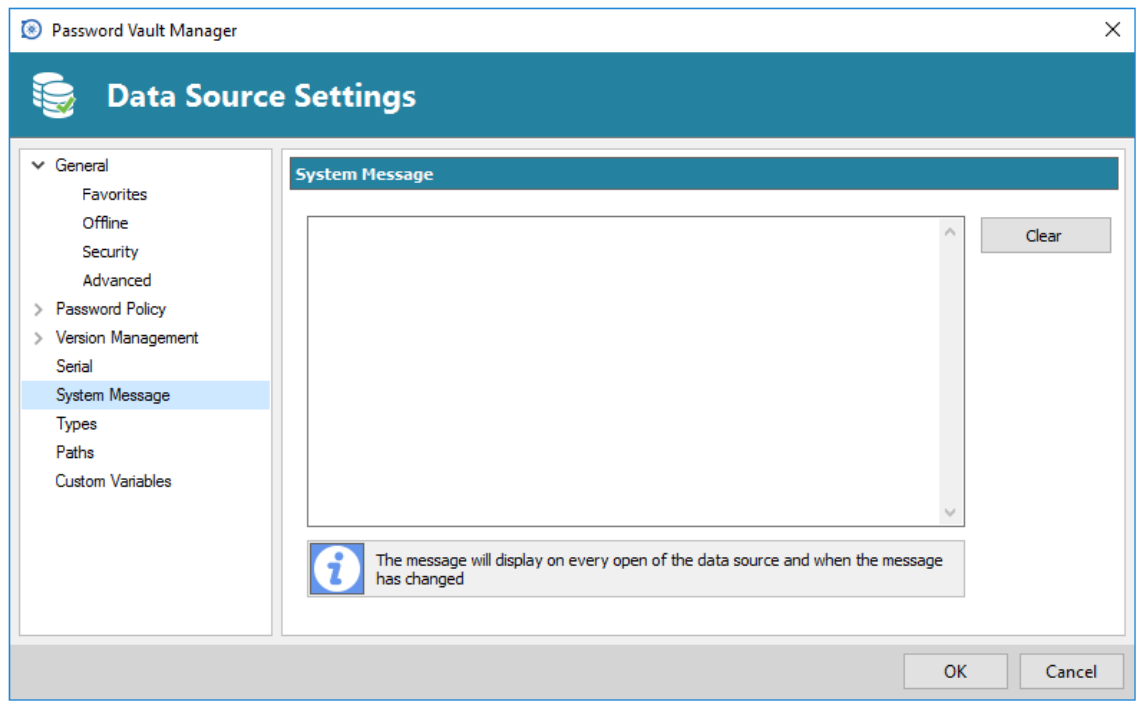 Password Vault Manager
Data Source Settings
General
Favorites
Offline
Security
Advanced
Password Policy
Version Management
Serial
System Message
Types
Paths
Custom Variables
System Message
Clear
The message will display on every open of the data source and when the message
has changed
OK
Cancel